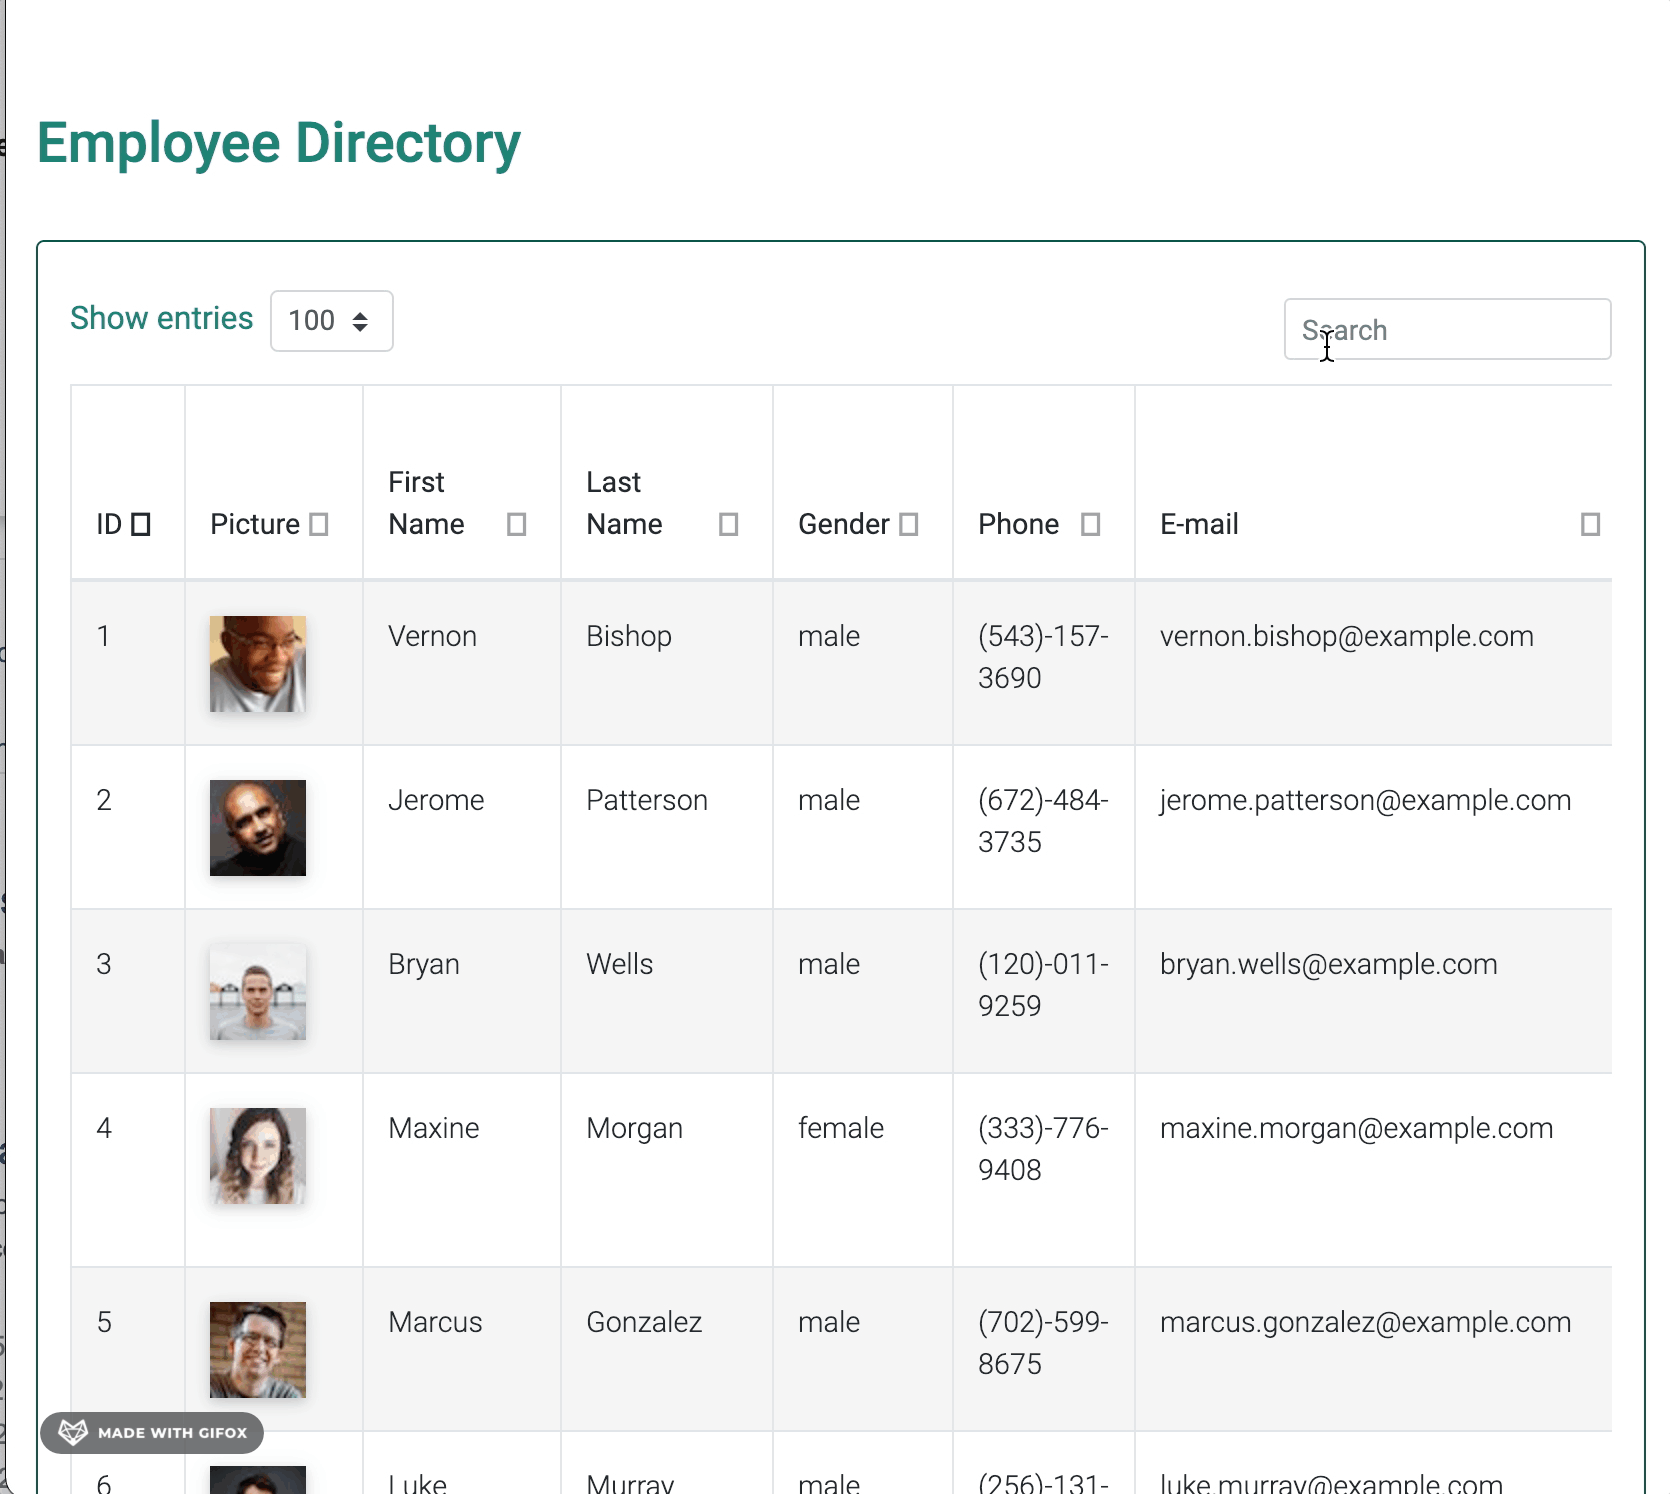 Employee Directory
Show entries 100
Search
ID Picture First Name Last Name Gender Phone E-mail
1 Vernon Bishop male (543)-157-3690 vernon.bishop@example.com
2 Jerome Patterson male (672)-484-3735 jerome.patterson@example.com
3 Bryan Wells male (120)-011-9259 bryan.wells@example.com
4 Maxine Morgan female (333)-776-9408 maxine.morgan@example.com
5 Marcus Gonzalez male (702)-599-8675 marcus.gonzalez@example.com
MADE WITH GIFOX
6 Luke Murray male (256)-131- luke.murray@example.com